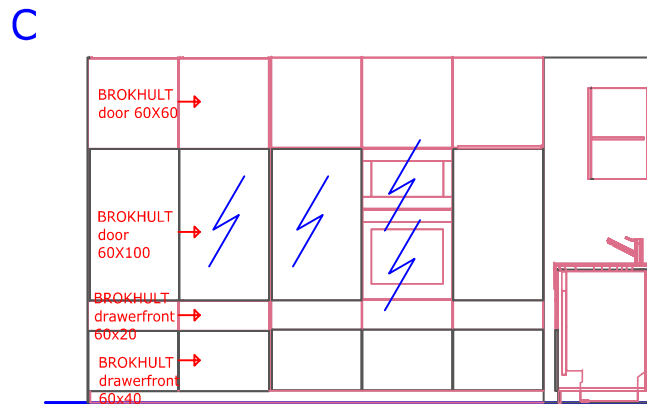 C
BROKHULT
door 60X60
BROKHULT
door
60X100
BROKHULT
drawerfront
60x20
BROKHULT
drawerfront
60x40